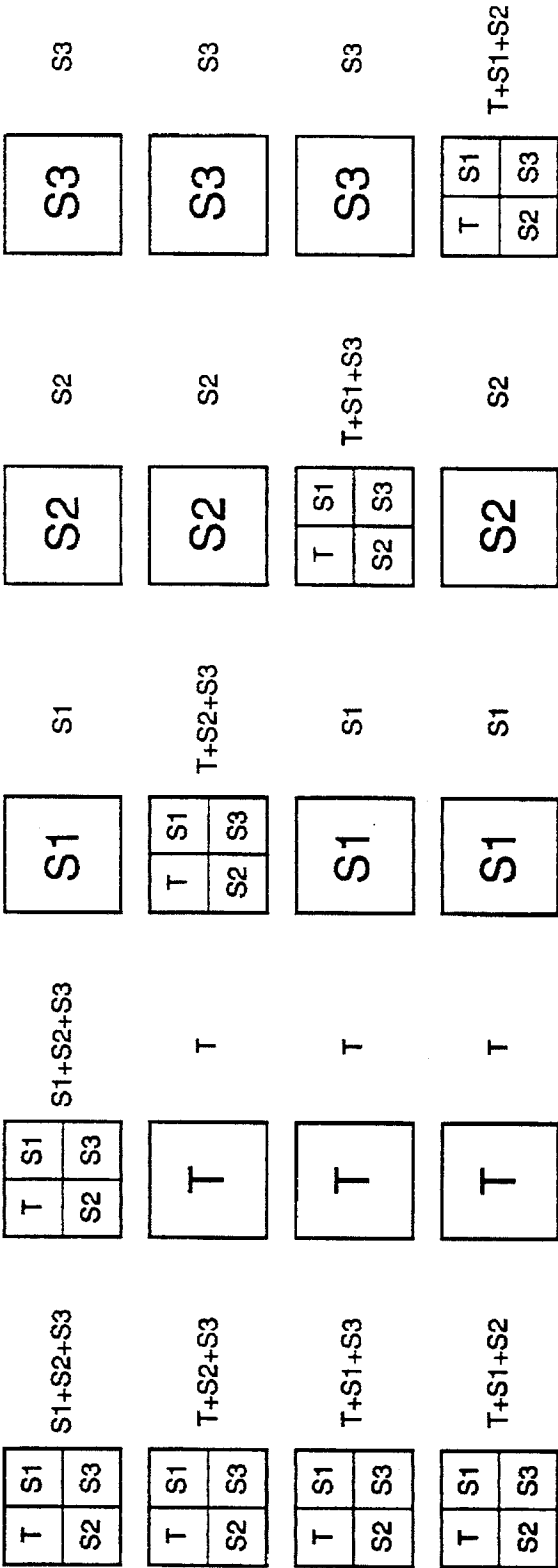 T S1
S2 S3
S1+S2+S3
T S1
S2 S3
S1+S2+S3
S1
S1
S2
S2
S3
S3
T S1
S2 S3
T+S2+S3
T
T
T S1
S2 S3
T+S2+S3
S2
S2
S3
S3
T S1
S2 S3
T+S1+S3
T
T
S1
S1
T S1
S2 S3
T+S1+S3
S3
S3
T S1
S2 S3
T+S1+S2
T
T
S1
S1
S2
S2
T S1
S2 S3
T+S1+S2